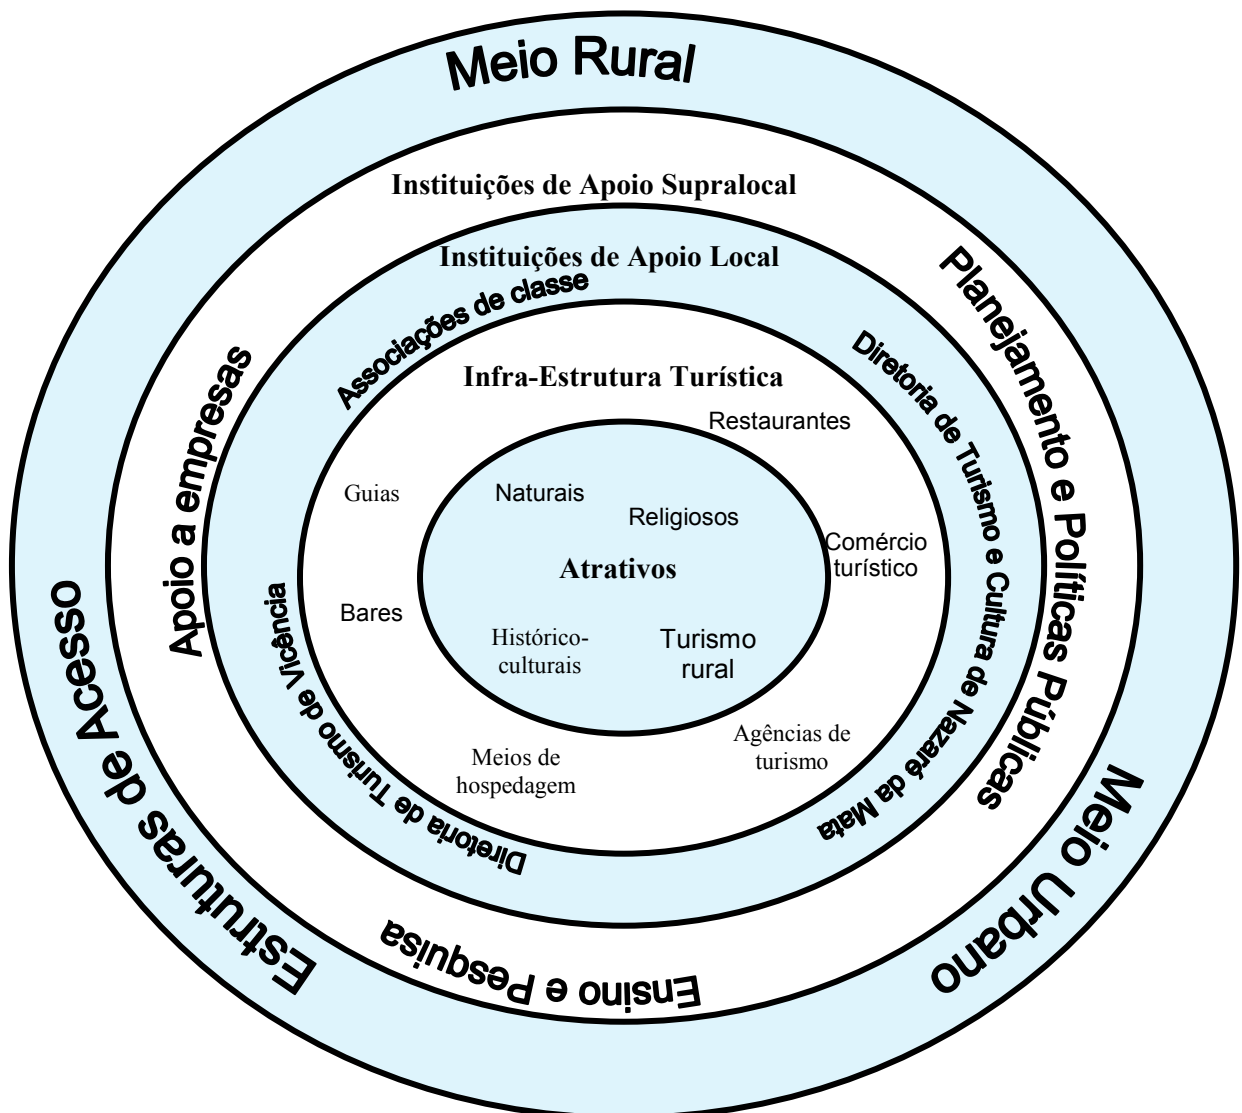 Meio Rural
Instituições de Apoio Supralocal
Instituições de Apoio Local
Associações de classe
Planejamento e Políticas Públicas
Diretoria de Turismo e Cultura de Nazaré da Mata
Apoio a empresas
Infra-Estrutura Turística
Restaurantes
Guias
Naturais
Religiosos
Comércio
turístico
Atrativos
Bares
Histórico-
culturais
Turismo
rural
Meios de
hospedagem
Agências de
turismo
Diretoria de Turismo de Vicência
Estruturas de Acesso
Ensino e Pesquisa
Meio Urbano